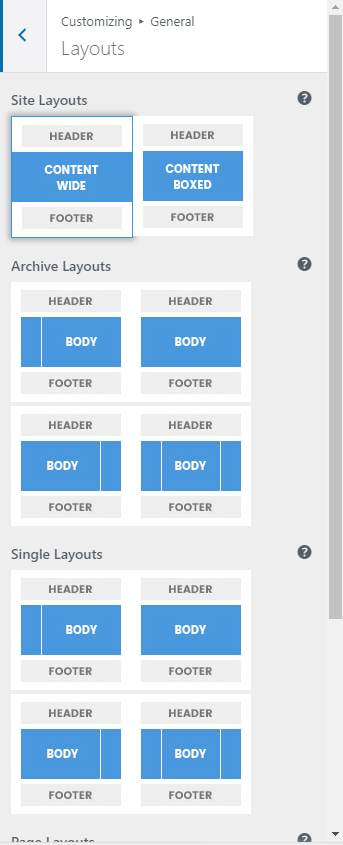 Customizing ▸ General
Layouts
Site Layouts
?
HEADER
HEADER
CONTENT
WIDE
CONTENT
BOXED
FOOTER
FOOTER
Archive Layouts
?
HEADER
HEADER
BODY
BODY
FOOTER
FOOTER
HEADER
HEADER
BODY
BODY
FOOTER
FOOTER
Single Layouts
?
HEADER
HEADER
BODY
BODY
FOOTER
FOOTER
HEADER
HEADER
BODY
BODY
FOOTER
FOOTER
Page Layouts
?